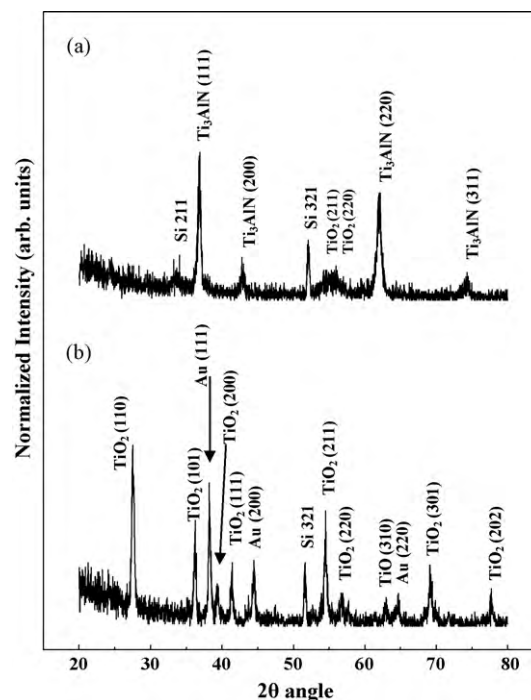 (a)
Ti₃AlN (111)
Ti₃AlN (220)
Si 211
Ti₃AlN (200)
Si 321
TiO₂ (211)
TiO₂ (220)
Ti₃AlN (311)
Normalized Intensity (arb. units)
(b)
TiO₂ (110)
TiO₂ (101)
Au (111)
TiO₂ (200)
TiO₂ (111)
Au (200)
Si 321
TiO₂ (211)
TiO₂ (220)
TiO (310)
Au (220)
TiO₂ (301)
TiO₂ (202)
20 30 40 50 60 70 80
2θ angle